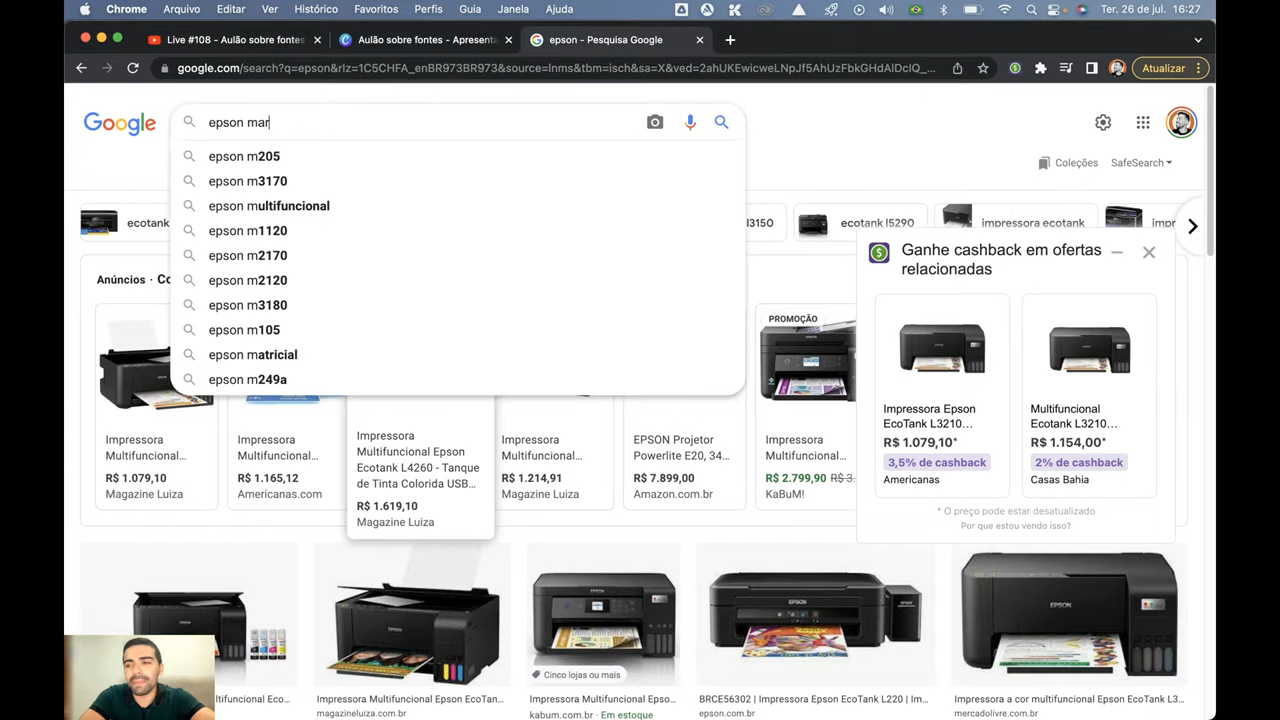 Chrome Arquivo Editar Ver Histórico Favoritos Perfis Guia Janela Ajuda Ter. 26 de jul. 16:27
Live #108 - Aulão sobre fontes
Aulão sobre fontes - Apresenta
epson - Pesquisa Google
google.com/search?q=epson&rlz=1C5CHFA_enBR973BR973&source=lnms&tbm=isch&sa=X&ved=2ahUKEwicweLNpJf5AhUzFbkGHdAlDcIQ_...
Atualizar
Google
epson mar
Coleções SafeSearch
epson m205
epson m3170
epson multifuncional
epson m1120
epson m2170
epson m2120
epson m3180
epson m105
epson matricial
epson m249a
ecotank
l3150
ecotank l5290
impressora ecotank
impr
Anúncios · Co
PROMOÇÃO
Impressora
Multifuncional...
R$ 1.079,10
Magazine Luiza
Impressora
Multifuncional...
R$ 1.165,12
Americanas.com
Impressora
Multifuncional Epson
Ecotank L4260 - Tanque
de Tinta Colorida USB...
R$ 1.619,10
Magazine Luiza
Impressora
Multifuncional...
R$ 1.214,91
Magazine Luiza
EPSON Projetor
Powerlite E20, 34...
R$ 7.899,00
Amazon.com.br
Impressora
Multifuncional...
R$ 2.799,90 R$ 3.
KaBuM!
Ganhe cashback em ofertas
relacionadas
Impressora Epson
EcoTank L3210...
R$ 1.079,10*
3,5% de cashback
Americanas
Multifuncional
Ecotank L3210...
R$ 1.154,00*
2% de cashback
Casas Bahia
* O preço pode estar desatualizado
Por que estou vendo isso?
EPSON
EPSON
EPSON
Cinco lojas ou mais
ultifuncional Eco...
Impressora Multifuncional Epson EcoTan...
magazineluiza.com.br
Impressora Multifuncional Epso...
kabum.com.br · Em estoque
BRCE56302 | Impressora Epson EcoTank L220 | Im...
epson.com.br
Impressora a cor multifuncional Epson EcoTank L3...
mercadolivre.com.br